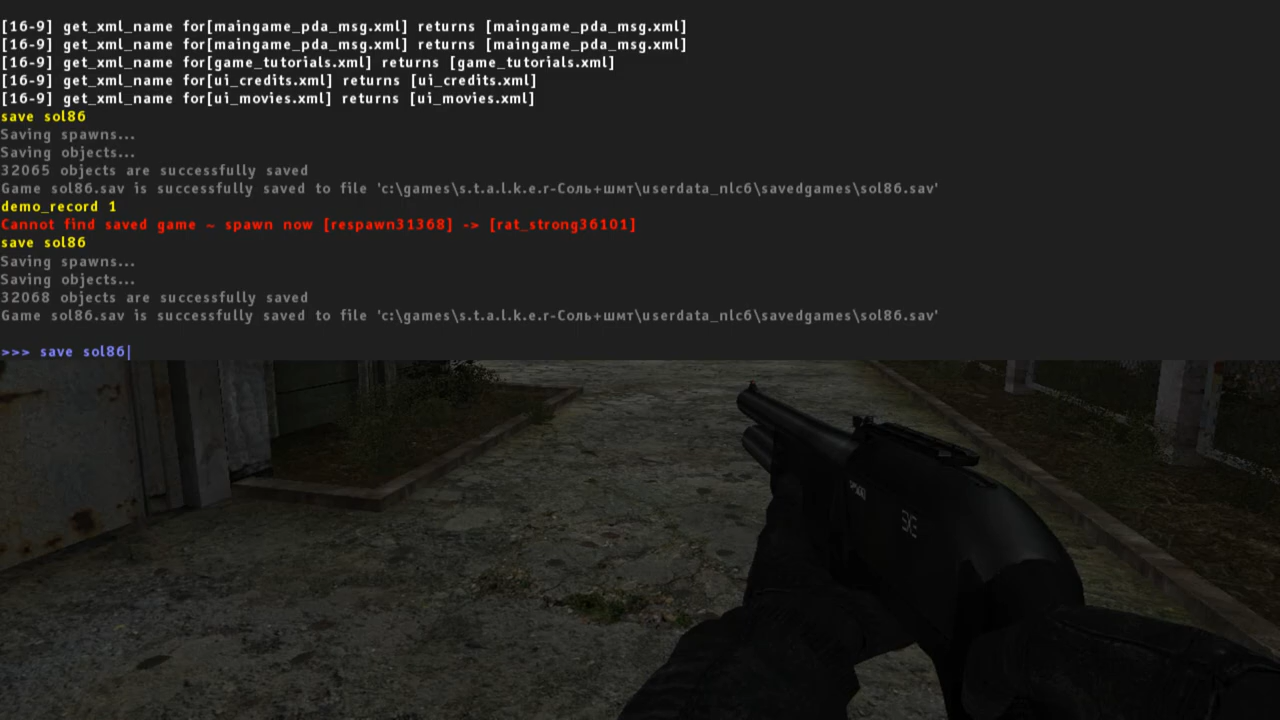 [16-9] get_xml_name for[maingame_pda_msg.xml] returns [maingame_pda_msg.xml]
[16-9] get_xml_name for[maingame_pda_msg.xml] returns [maingame_pda_msg.xml]
[16-9] get_xml_name for[game_tutorials.xml] returns [game_tutorials.xml]
[16-9] get_xml_name for[ui_credits.xml] returns [ui_credits.xml]
[16-9] get_xml_name for[ui_movies.xml] returns [ui_movies.xml]
save sol86
Saving spawns...
Saving objects...
32065 objects are successfully saved
Game sol86.sav is successfully saved to file 'c:\games\s.t.a.l.k.e.r-Соль+шмт\userdata_nlc6\savedgames\sol86.sav'
demo_record 1
Cannot find saved game ~ spawn now [respawn31368] -> [rat_strong36101]
save sol86
Saving spawns...
Saving objects...
32068 objects are successfully saved
Game sol86.sav is successfully saved to file 'c:\games\s.t.a.l.k.e.r-Соль+шмт\userdata_nlc6\savedgames\sol86.sav'
>>> save sol86|